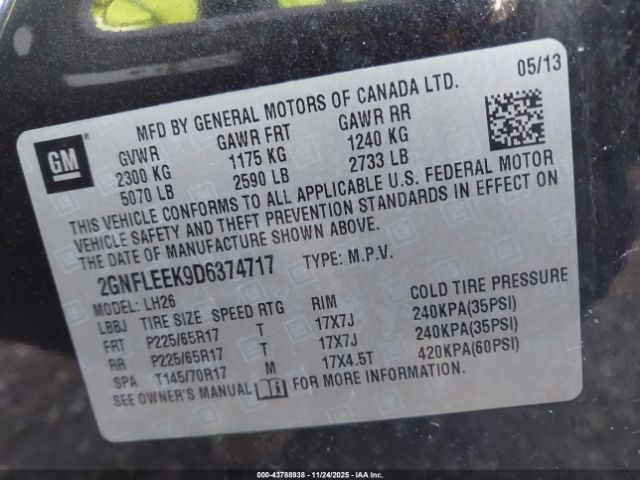 05/13
MFD BY GENERAL MOTORS OF CANADA LTD.
GM
GVWR GAWR FRT GAWR RR
2300 KG 1175 KG 1240 KG
5070 LB 2590 LB 2733 LB
THIS VEHICLE CONFORMS TO ALL APPLICABLE U.S. FEDERAL MOTOR
VEHICLE SAFETY AND THEFT PREVENTION STANDARDS IN EFFECT ON
THE DATE OF MANUFACTURE SHOWN ABOVE.
2GNFLEEK9D6374717 TYPE: M.P.V.
MODEL: LH26
LBBJ TIRE SIZE SPEED RTG RIM COLD TIRE PRESSURE
FRT P225/65R17 T 17X7J 240KPA(35PSI)
RR P225/65R17 T 17X7J 240KPA(35PSI)
SPA T145/70R17 M 17X4.5T 420KPA(60PSI)
SEE OWNER'S MANUAL FOR MORE INFORMATION.
000-43788938 - 11/24/2025 - IAA Inc.